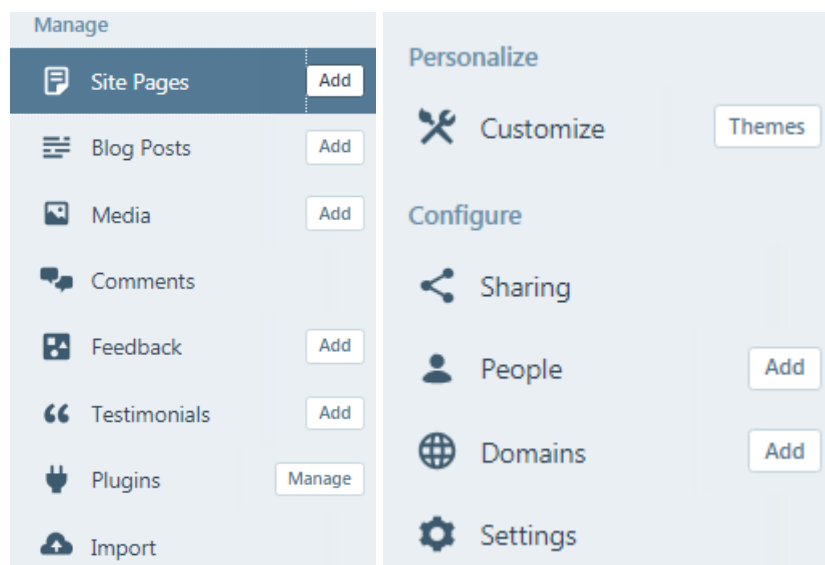 Manage
Site Pages Add
Blog Posts Add
Media Add
Comments
Feedback Add
Testimonials Add
Plugins Manage
Import
Personalize
Customize Themes
Configure
Sharing
People Add
Domains Add
Settings